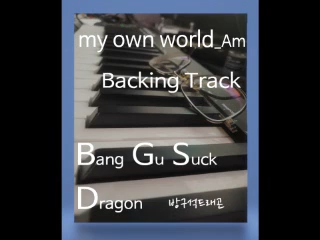 my own world_Am
Backing Track
Bang Gu Suck
Dragon 방구석드래곤